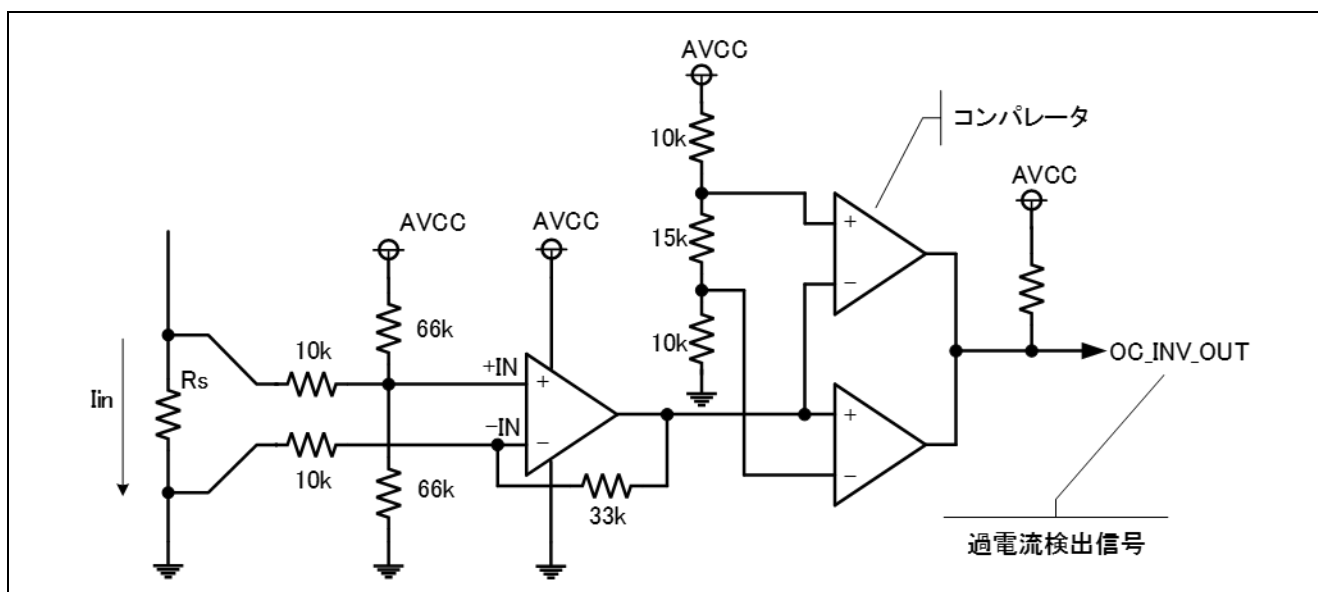 AVCC
コンパレータ
10k
AVCC
AVCC
AVCC
+
15k
−
66k
10k
10k
+IN
+
OC_INV_OUT
Rs
Iin
−IN
−
+
10k
66k
33k
−
過電流検出信号